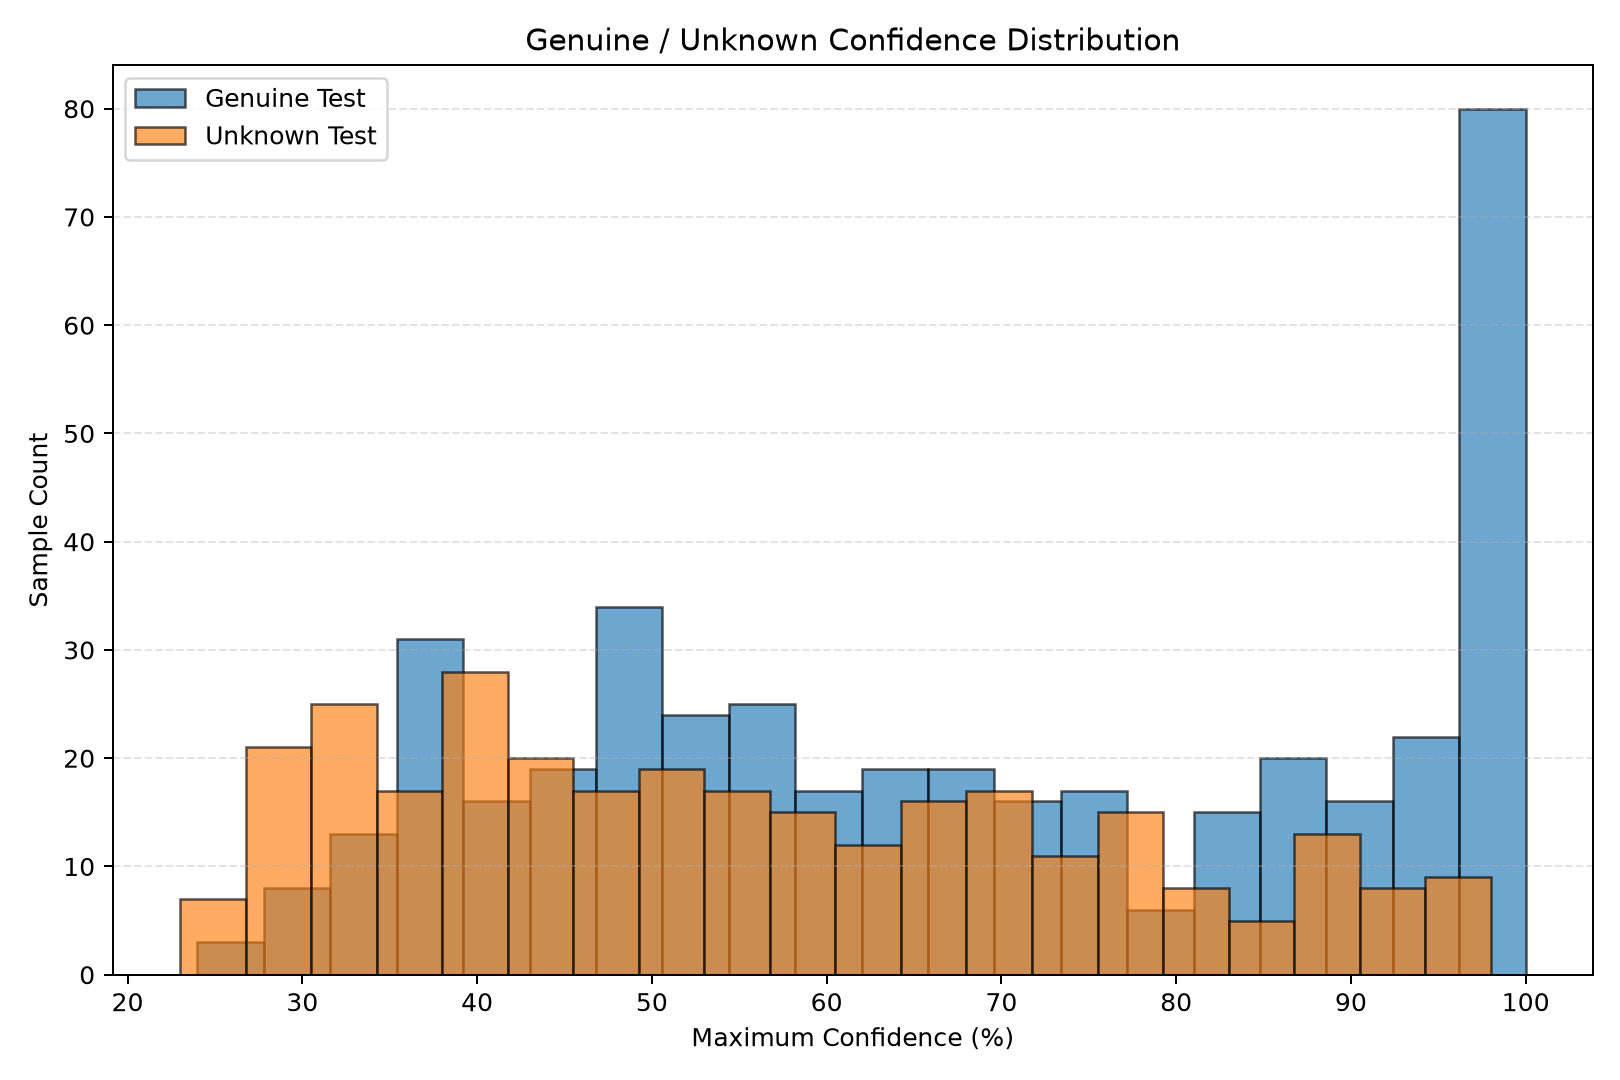 Genuine / Unknown Confidence Distribution
Genuine Test
Unknown Test
80
70
60
50
40
30
20
10
0
Sample Count
20 30 40 50 60 70 80 90 100
Maximum Confidence (%)